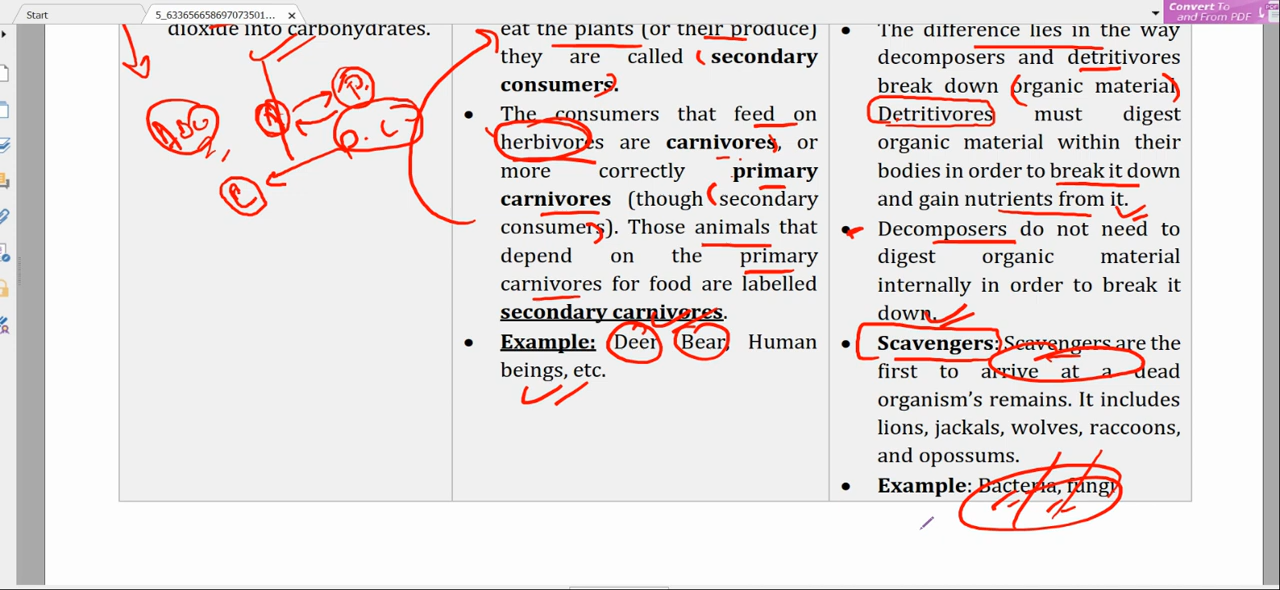 Start
5_633656658697073501...
Convert To
and From PDF
dioxide into carbohydrates.
ABC
A
P.
O.C
C
eat the plants (or their produce)
they are called secondary
consumers.
• The consumers that feed on
herbivores are carnivores, or
more correctly primary
carnivores (though secondary
consumers). Those animals that
depend on the primary
carnivores for food are labelled
secondary carnivores.
• Example: Deer, Bear, Human
beings, etc.
• The difference lies in the way
decomposers and detritivores
break down organic material
Detritivores must digest
organic material within their
bodies in order to break it down
and gain nutrients from it.
• Decomposers do not need to
digest organic material
internally in order to break it
down.
• Scavengers: Scavengers are the
first to arrive at a dead
organism's remains. It includes
lions, jackals, wolves, raccoons,
and opossums.
• Example: Bacteria, fungi